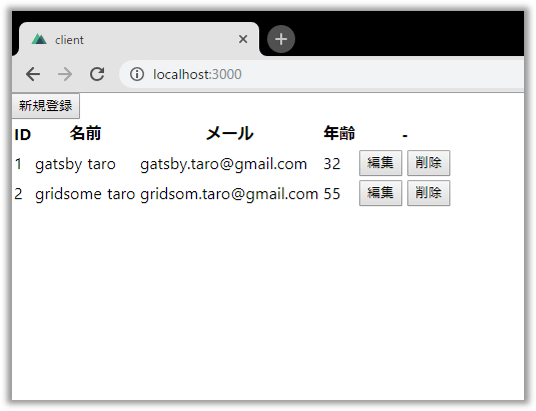 client
localhost:3000
新規登録
ID 名前 メール 年齢 -
1 gatsby taro gatsby.taro@gmail.com 32 編集 削除
2 gridsome taro gridsom.taro@gmail.com 55 編集 削除